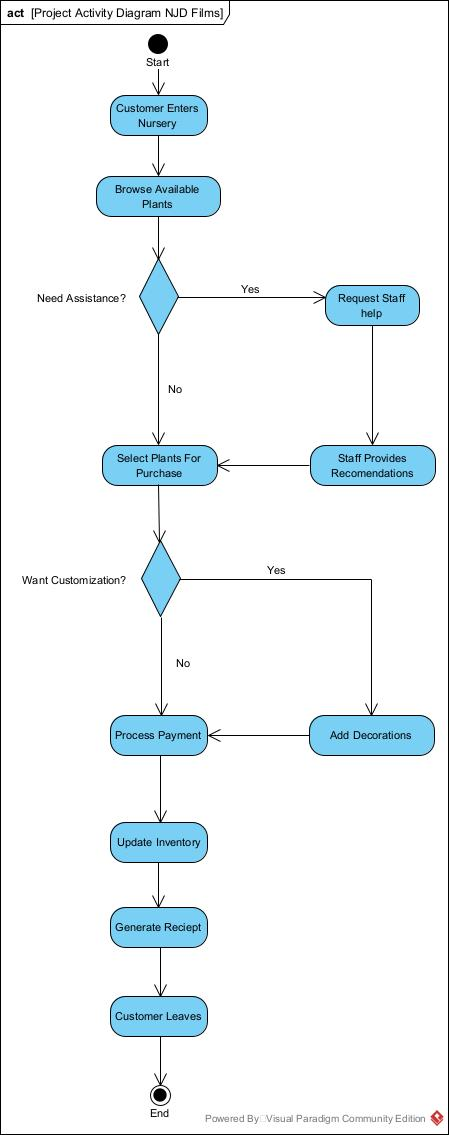 act [Project Activity Diagram NJD Films]
Start
Customer Enters
Nursery
Browse Available
Plants
Need Assistance?
Yes
Request Staff
help
No
Select Plants For
Purchase
Staff Provides
Recomendations
Want Customization?
Yes
No
Process Payment
Add Decorations
Update Inventory
Generate Reciept
Customer Leaves
End
Powered By Visual Paradigm Community Edition